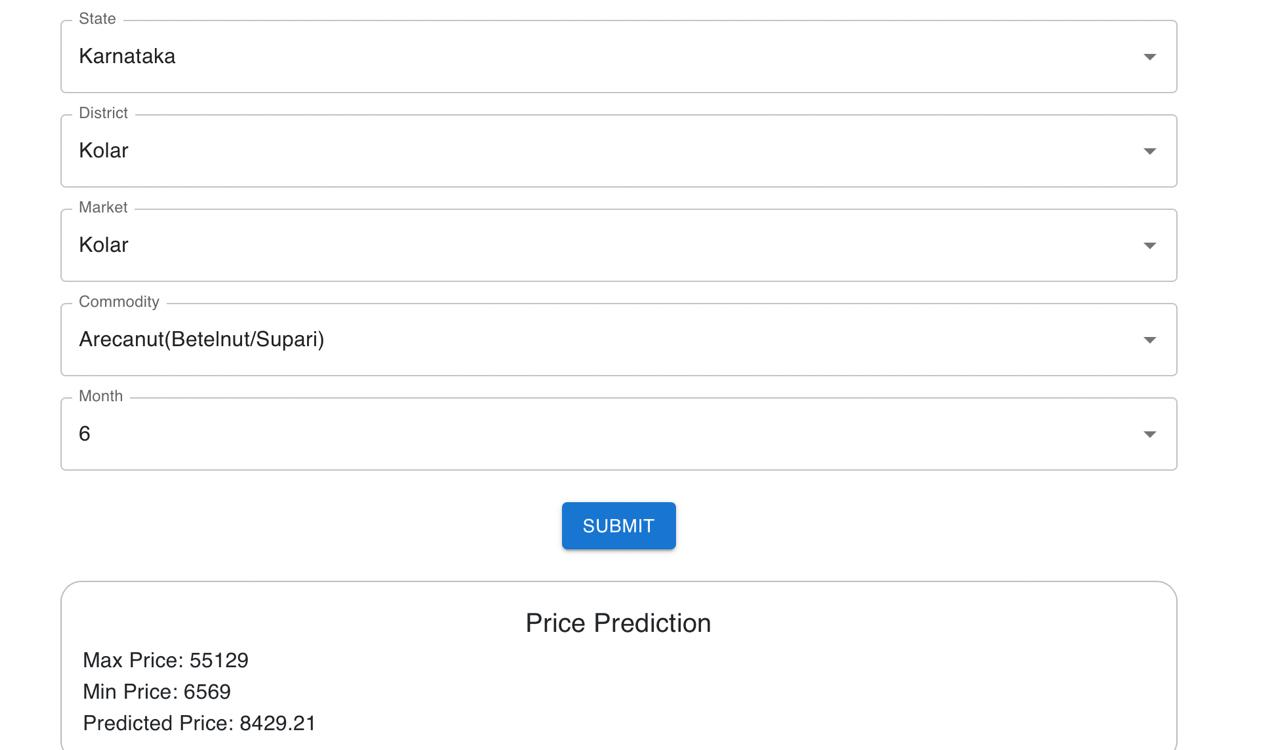 State
Karnataka
District
Kolar
Market
Kolar
Commodity
Arecanut(Betelnut/Supari)
Month
6
SUBMIT
Price Prediction
Max Price: 55129
Min Price: 6569
Predicted Price: 8429.21